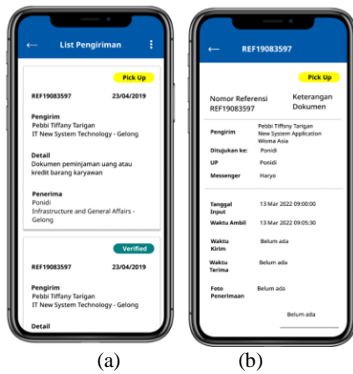 List Pengiriman
Pick Up
REF19083597 23/04/2019
Pengirim
Pebbi Tiffany Tarigan
IT New System Technology - Gelong
Detail
Dokumen peminjaman uang atau
kredit barang karyawan
Penerima
Ponidi
Infrastructure and General Affairs -
Gelong
Verified
REF19083597 23/04/2019
Pengirim
Pebbi Tiffany Tarigan
IT New System Technology - Gelong
Detail
(a)
REF19083597
Pick Up
Nomor Referensi Keterangan
REF19083597 Dokumen
Pengirim Pebbi Tiffany Tarigan
New System Application
Wisma Asia
Ditujukan ke: Ponidi
UP Ponidi
Messenger Haryo
Tanggal 13 Mar 2022 09:00:00
Input
Waktu Ambil 13 Mar 2022 09:05:30
Waktu Belum ada
Kirim
Waktu Belum ada
Terima
Foto Belum ada
Penerimaan
Belum ada
(b)